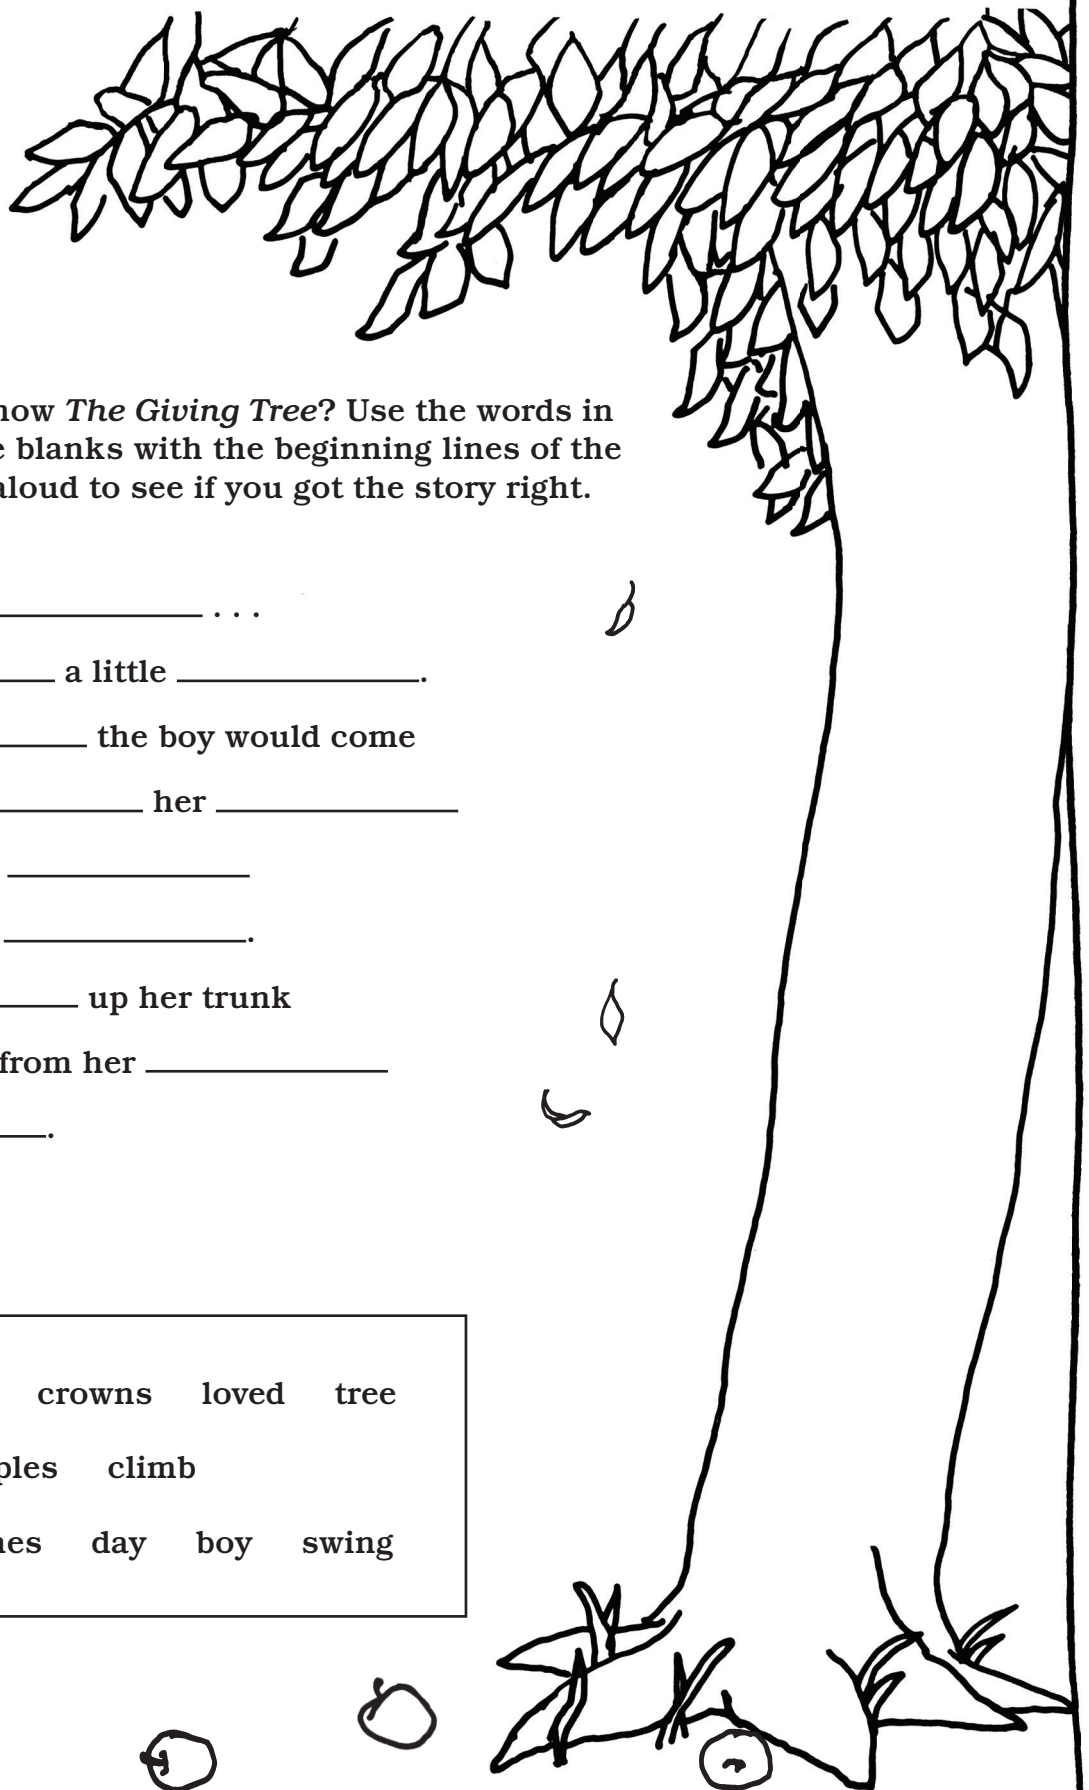 now The Giving Tree? Use the words in
e blanks with the beginning lines of the
aloud to see if you got the story right.
. . .
a little .
the boy would come
her
.
up her trunk
from her
.
crowns loved tree
ples climb
nes day boy swing